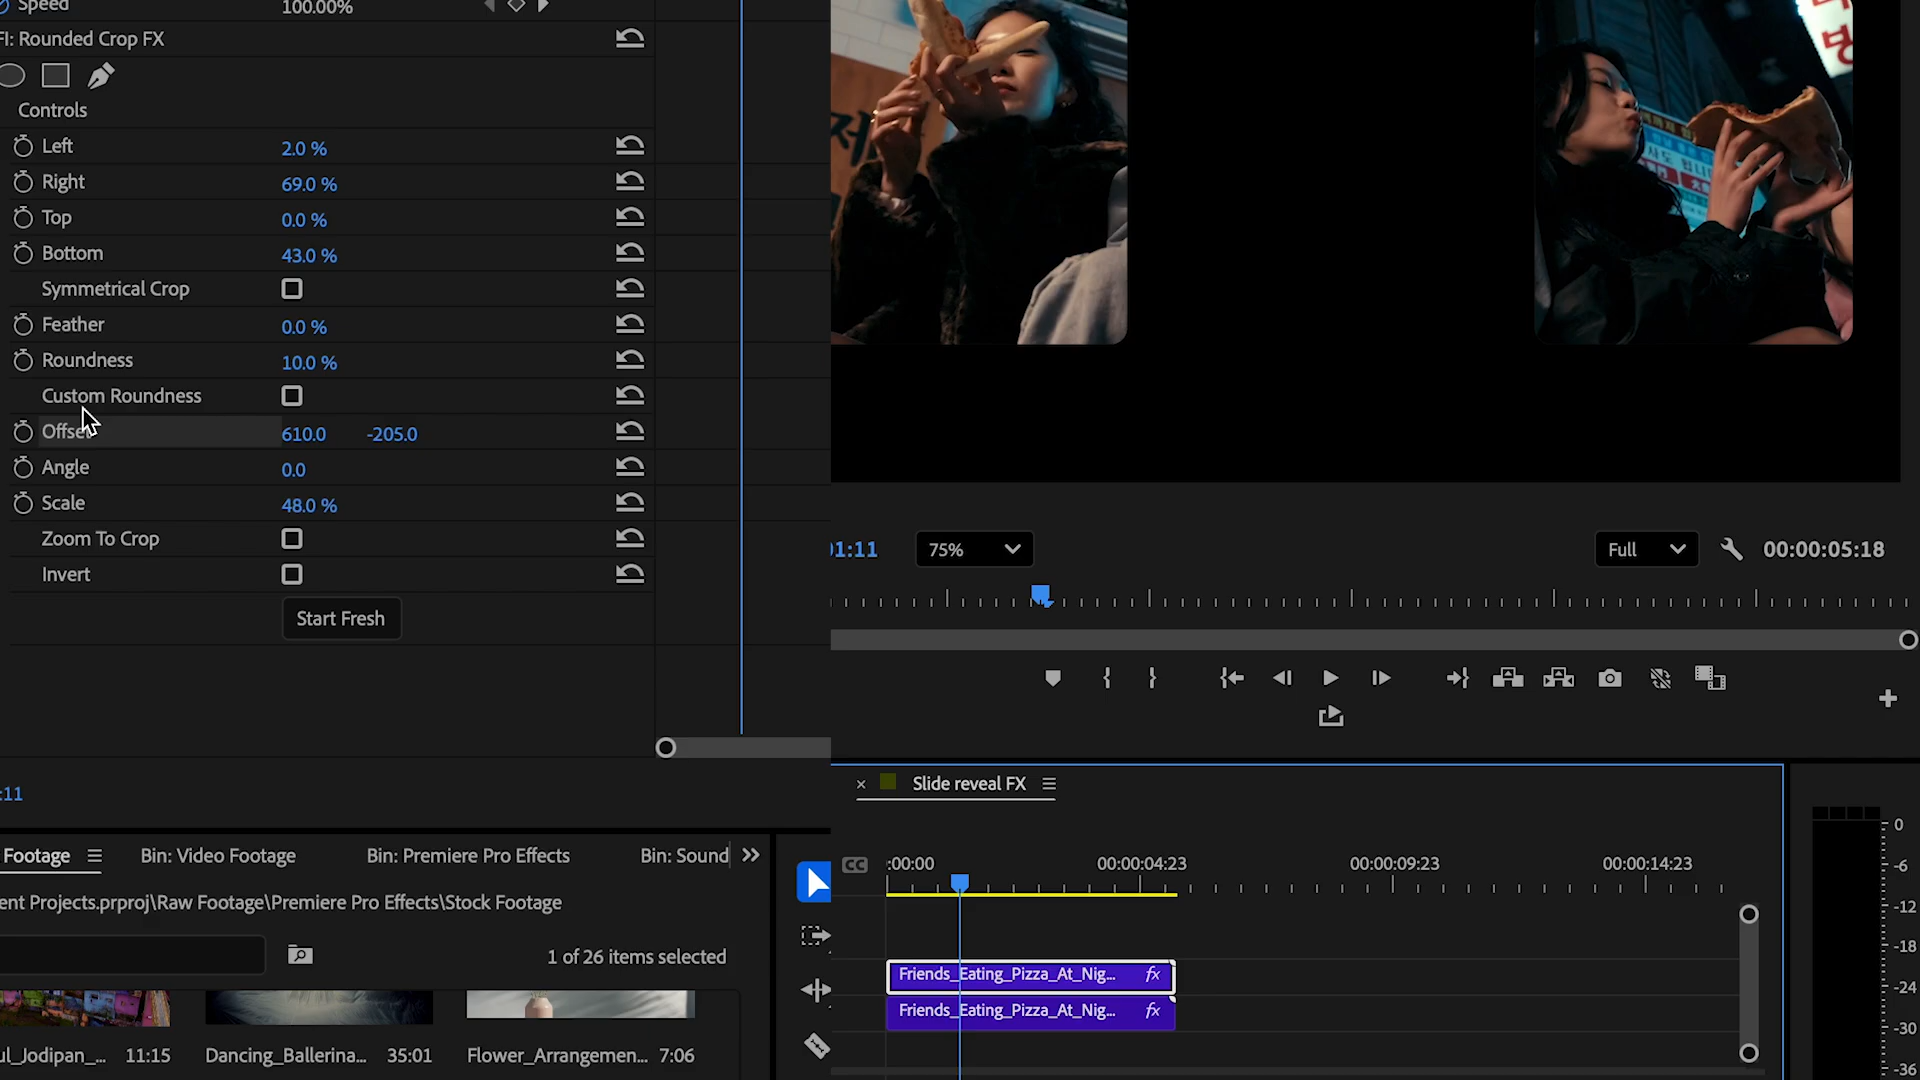 Speed 100.00%
FI: Rounded Crop FX
Controls
Left 2.0 %
Right 69.0 %
Top 0.0 %
Bottom 43.0 %
Symmetrical Crop
Feather 0.0 %
Roundness 10.0 %
Custom Roundness
Offset 610.0 -205.0
Angle 0.0
Scale 48.0 %
Zoom To Crop
Invert
Start Fresh
:11
Footage Bin: Video Footage Bin: Premiere Pro Effects Bin: Sound
ent Projects.prproj\Raw Footage\Premiere Pro Effects\Stock Footage
1 of 26 items selected
ul_Jodipan_... 11:15 Dancing_Ballerina... 35:01 Flower_Arrangemen... 7:06
01:11 75% Full 00:00:05:18
× Slide reveal FX
CC :00:00 00:00:04:23 00:00:09:23 00:00:14:23
Friends_Eating_Pizza_At_Nig... fx
Friends_Eating_Pizza_At_Nig... fx
0
-6
-12
-18
-24
-30
-36